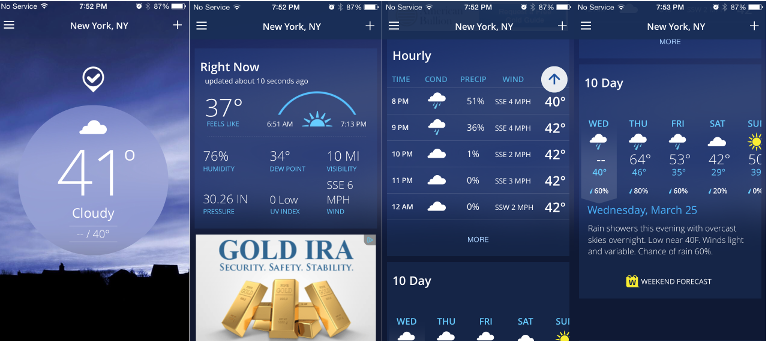 No Service 7:52 PM 87%
New York, NY +
41°
Cloudy
-- / 40°
No Service 7:52 PM 87%
New York, NY +
Right Now
updated about 10 seconds ago
37°
FEELS LIKE
6:51 AM 7:13 PM
76% 34° 10 MI
HUMIDITY DEW POINT VISIBILITY
30.26 IN 0 Low SSE 6 MPH
PRESSURE UV INDEX WIND
GOLD IRA
SECURITY. SAFETY. STABILITY.
No Service 7:52 PM 87%
New York, NY +
Hourly
TIME COND PRECIP WIND
8 PM 51% SSE 4 MPH 40°
9 PM 36% SSE 4 MPH 42°
10 PM 1% SSE 2 MPH 42°
11 PM 0% SSE 3 MPH 42°
12 AM 0% SSW 2 MPH 42°
MORE
10 Day
WED THU FRI SAT SUI
No Service 7:53 PM 87%
New York, NY +
MORE
10 Day
WED THU FRI SAT SUI
-- 64° 53° 42° 50
40° 46° 35° 29° 39
60% 80% 60% 20% 0%
Wednesday, March 25
Rain showers this evening with overcast
skies overnight. Low near 40F. Winds light
and variable. Chance of rain 60%.
W WEEKEND FORECAST